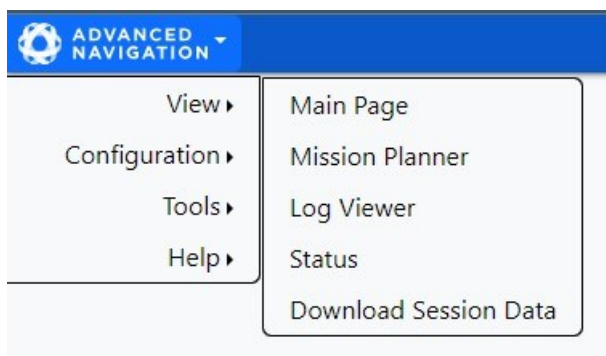 ADVANCED
NAVIGATION
View
Configuration
Tools
Help
Main Page
Mission Planner
Log Viewer
Status
Download Session Data